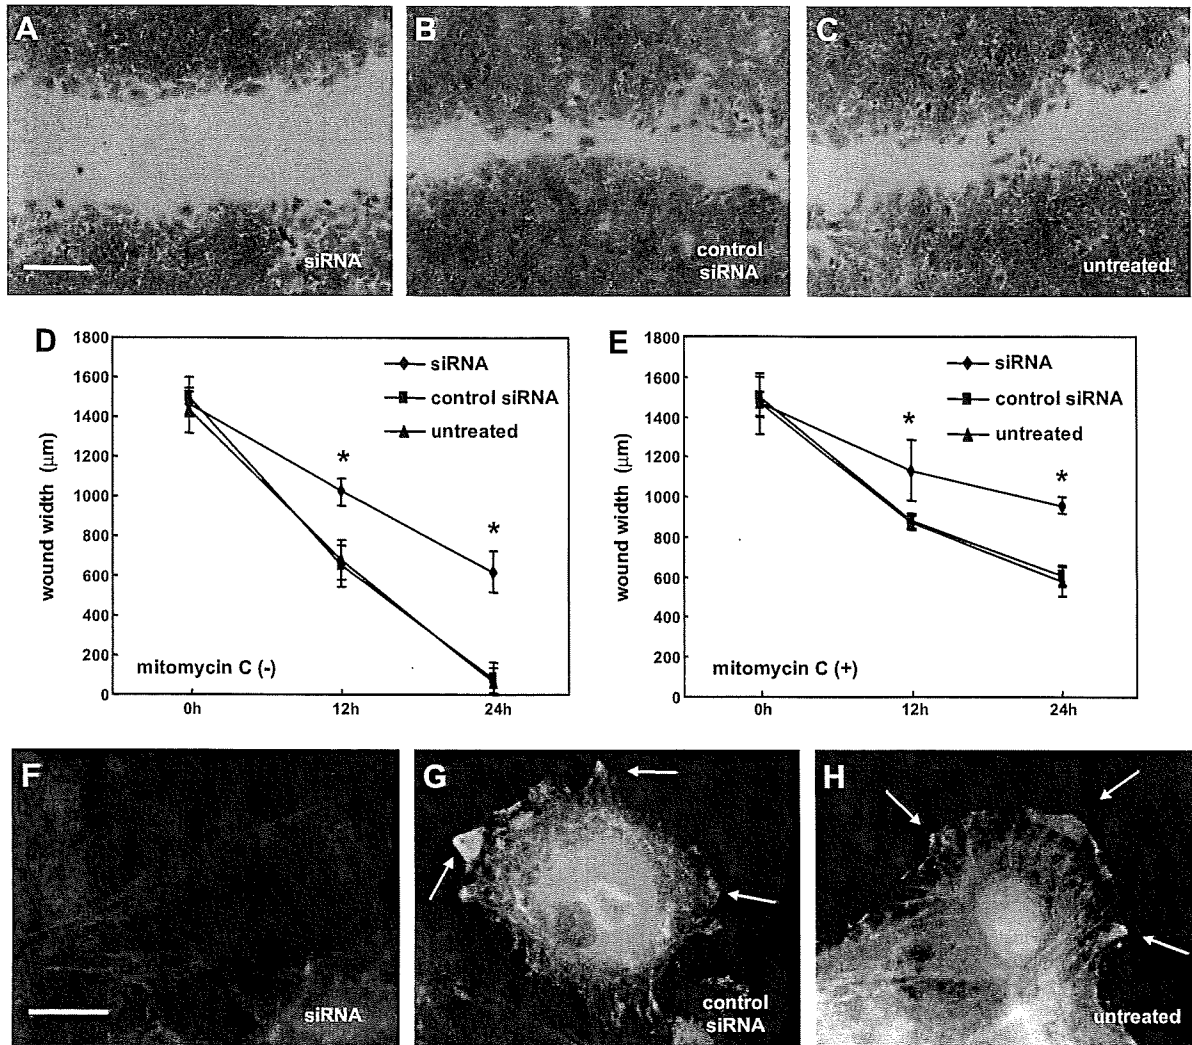 A
siRNA
B
control
siRNA
C
untreated
D
wound width (μm)
1800
1600
1400
1200
1000
800
600
400
200
0
0h
12h
24h
siRNA
control siRNA
untreated
*
*
mitomycin C (-)
E
wound width (μm)
1800
1600
1400
1200
1000
800
600
400
200
0
0h
12h
24h
siRNA
control siRNA
untreated
*
*
mitomycin C (+)
F
siRNA
G
control
siRNA
H
untreated